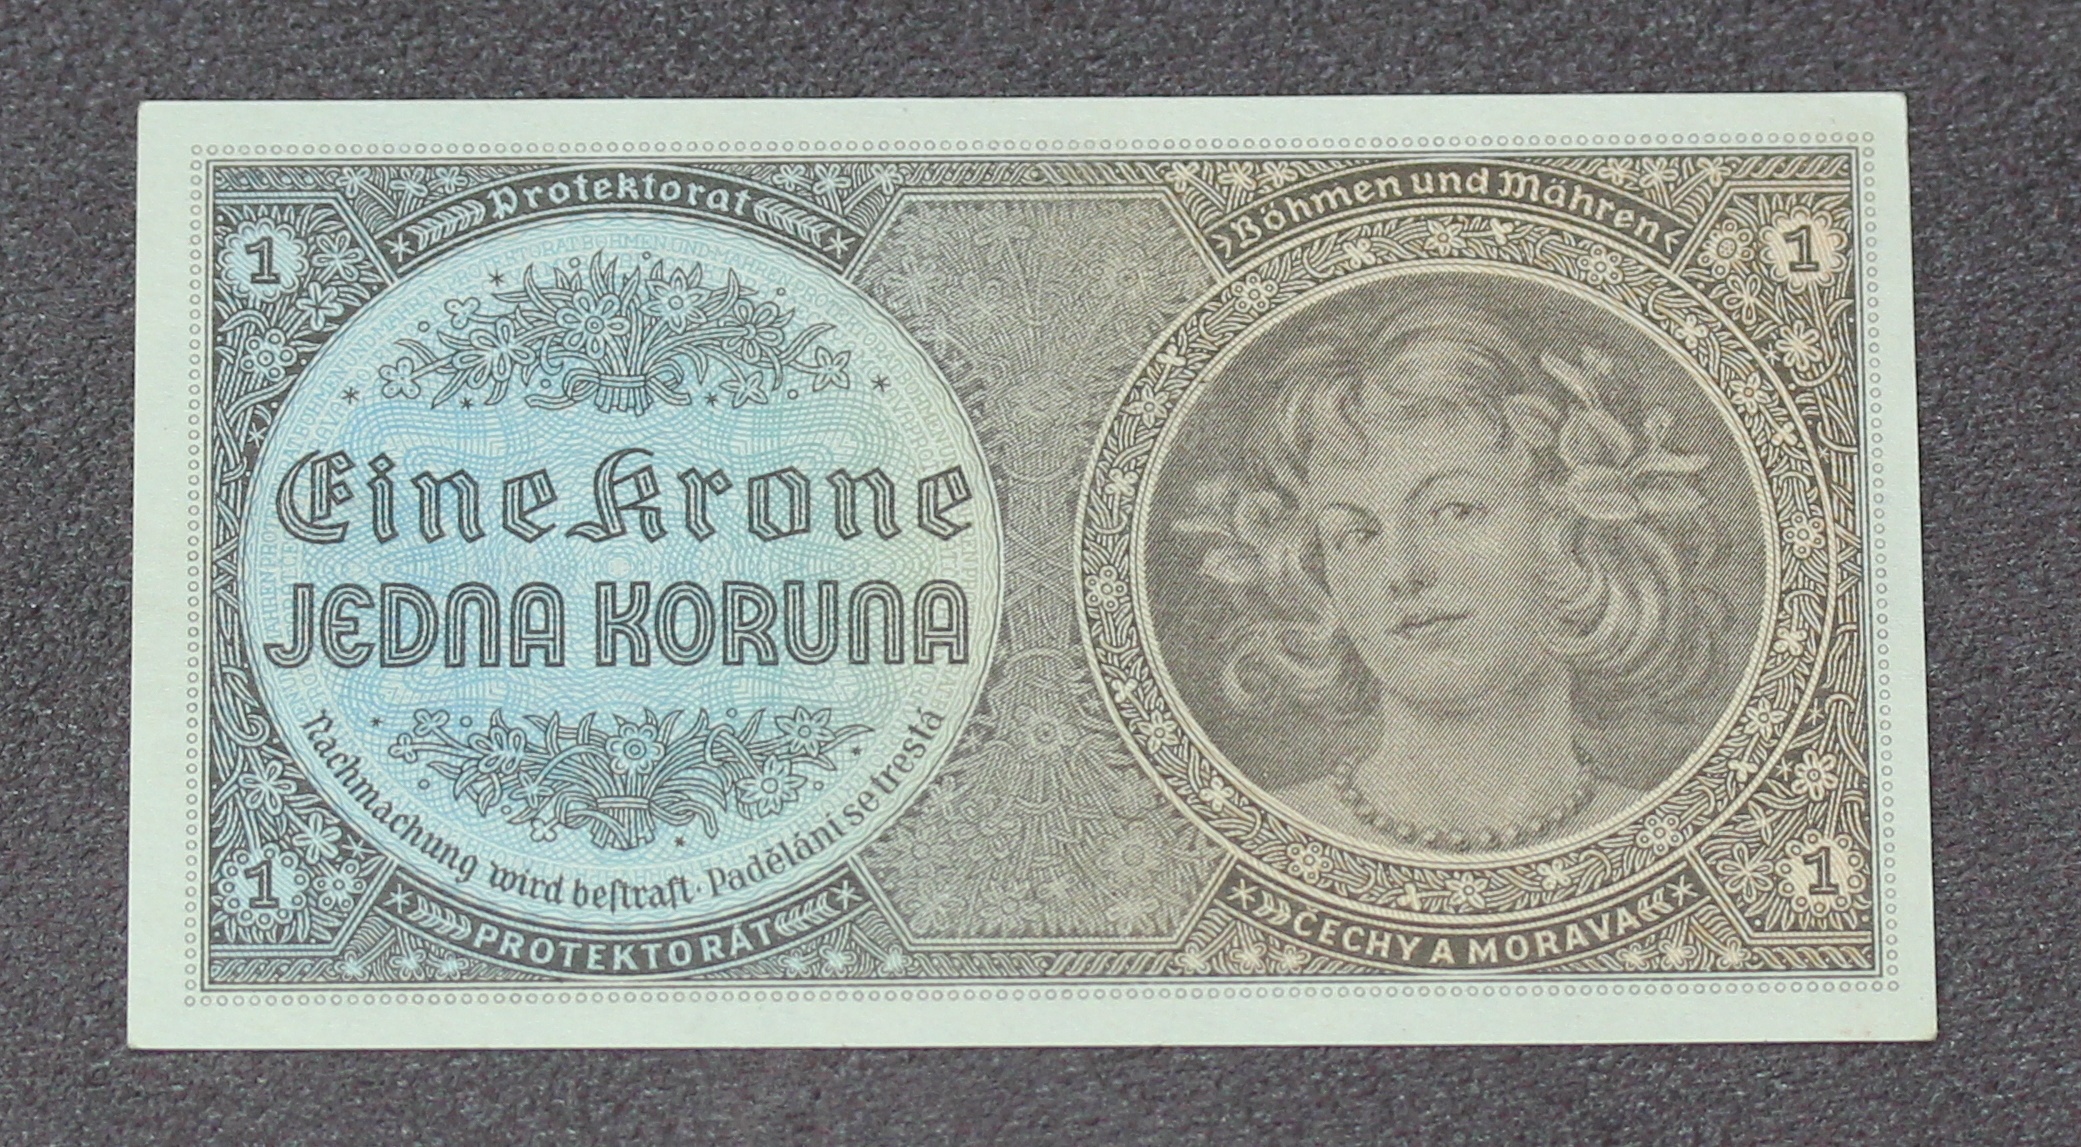 Protektorat
Böhmen und Mähren
1
1
Eine Krone
JEDNA KORUNA
Nachmachung wird bestraft · Padělání se trestá
1
1
PROTEKTORÁT
ČECHY A MORAVA